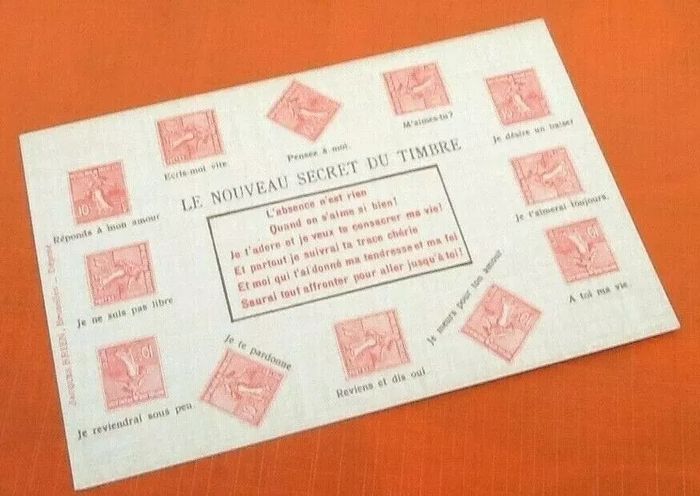 M'aimes-tu?
Pensez à moi.
Ecris-moi vite
Je désire un baiser
LE NOUVEAU SECRET DU TIMBRE
Réponds à mon amour
L'absence n'est rien
Quand on s'aime si bien!
Je t'adore et je veux te consacrer ma vie!
Et partout je suivrai ta trace chérie
Et moi qui t'ai donné ma tendresse et ma foi
Saurai tout affronter pour aller jusqu'à toi!
Je t'aimerai toujours.
Je ne suis pas libre
A toi ma vie
Je meurs pour ton amour
Je te pardonne
Reviens et dis oui
Je reviendrai sous peu